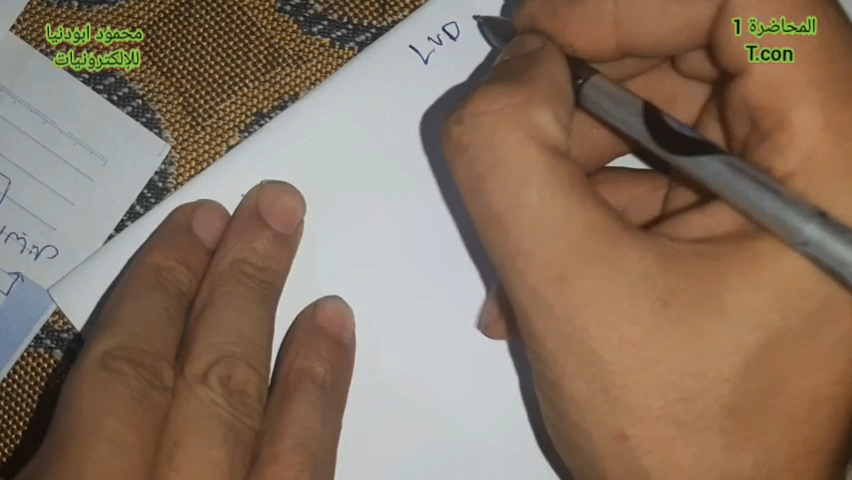 محمود ابودنيا
للإلكترونيات
المحاضرة 1
T.con
LVD